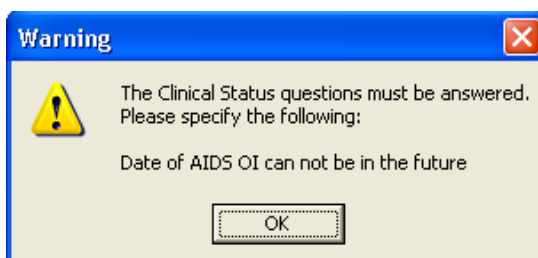 Warning
The Clinical Status questions must be answered.
Please specify the following:
Date of AIDS OI can not be in the future
OK